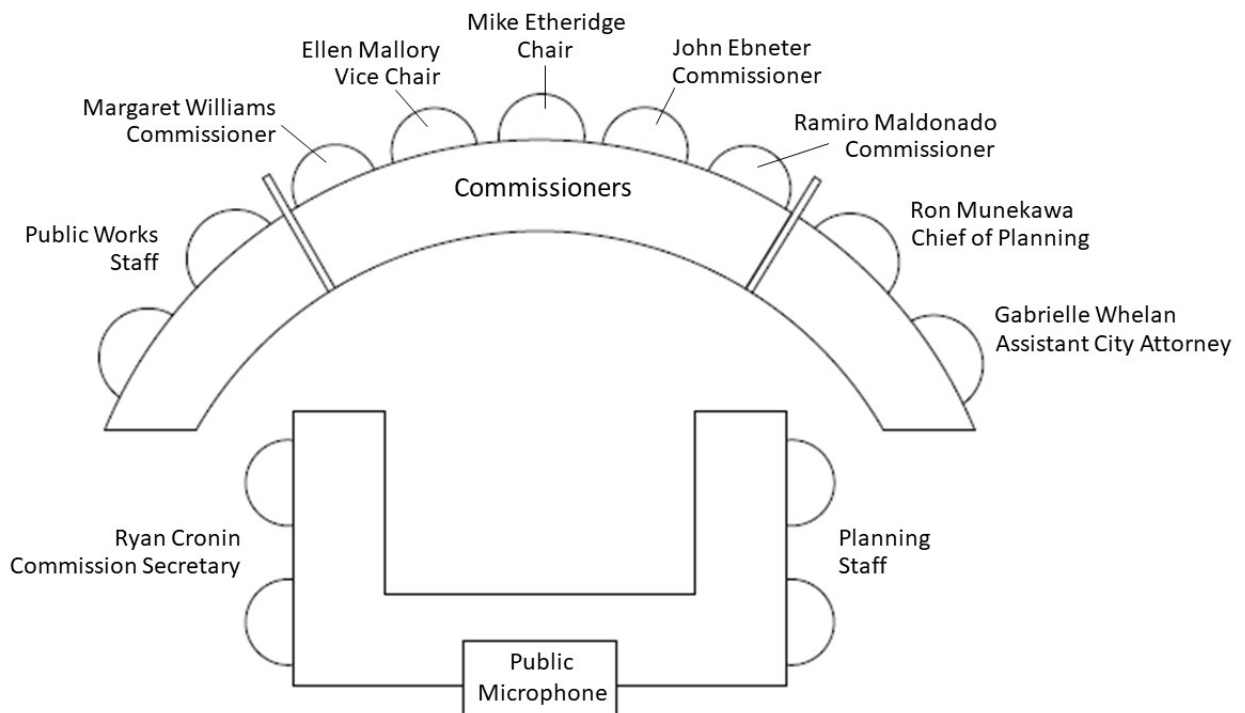 Mike Etheridge
Chair
Ellen Mallory
Vice Chair
John Ebneter
Commissioner
Margaret Williams
Commissioner
Ramiro Maldonado
Commissioner
Commissioners
Public Works
Staff
Ron Munekawa
Chief of Planning
Gabrielle Whelan
Assistant City Attorney
Ryan Cronin
Commission Secretary
Planning
Staff
Public
Microphone